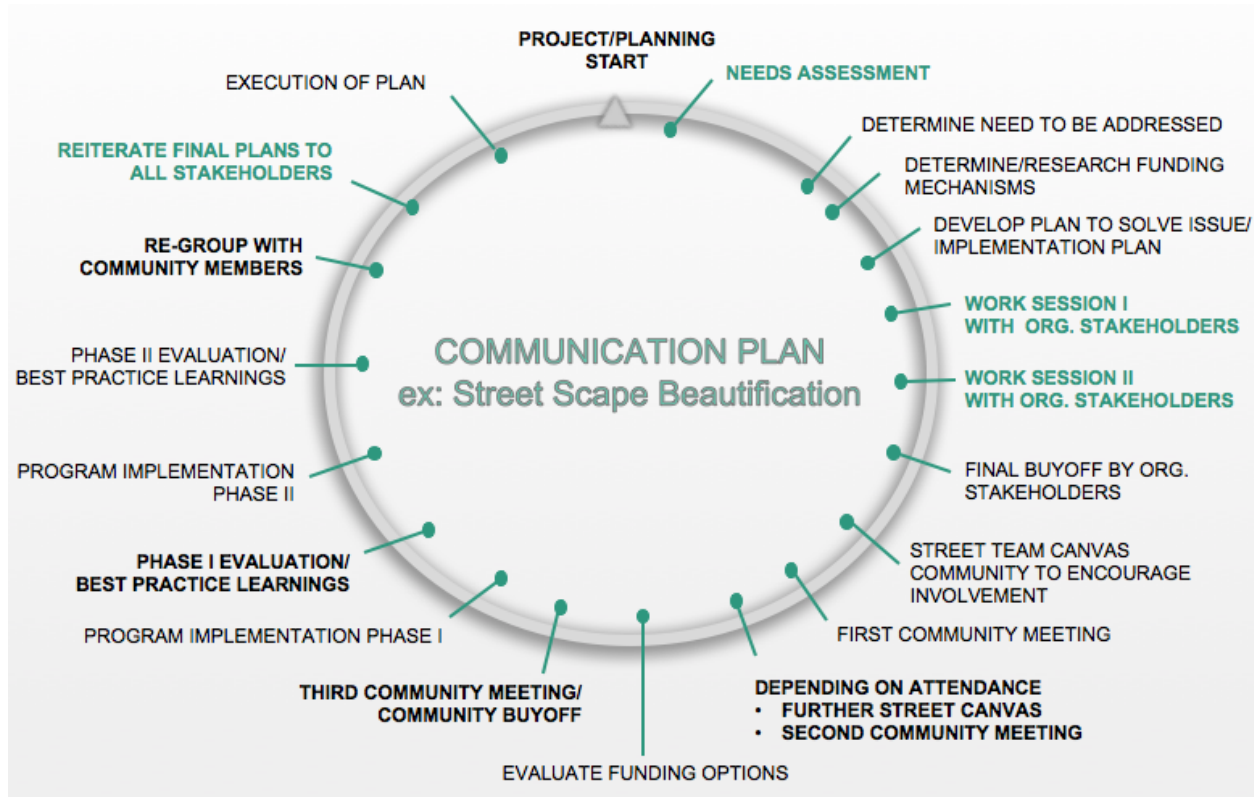 PROJECT/PLANNING
START
NEEDS ASSESSMENT
DETERMINE NEED TO BE ADDRESSED
DETERMINE/RESEARCH FUNDING
MECHANISMS
DEVELOP PLAN TO SOLVE ISSUE/
IMPLEMENTATION PLAN
WORK SESSION I
WITH ORG. STAKEHOLDERS
WORK SESSION II
WITH ORG. STAKEHOLDERS
FINAL BUYOFF BY ORG.
STAKEHOLDERS
STREET TEAM CANVAS
COMMUNITY TO ENCOURAGE
INVOLVEMENT
FIRST COMMUNITY MEETING
DEPENDING ON ATTENDANCE
• FURTHER STREET CANVAS
• SECOND COMMUNITY MEETING
EVALUATE FUNDING OPTIONS
THIRD COMMUNITY MEETING/
COMMUNITY BUYOFF
PROGRAM IMPLEMENTATION PHASE I
PHASE I EVALUATION/
BEST PRACTICE LEARNINGS
PROGRAM IMPLEMENTATION
PHASE II
PHASE II EVALUATION/
BEST PRACTICE LEARNINGS
RE-GROUP WITH
COMMUNITY MEMBERS
REITERATE FINAL PLANS TO
ALL STAKEHOLDERS
EXECUTION OF PLAN
COMMUNICATION PLAN
ex: Street Scape Beautification